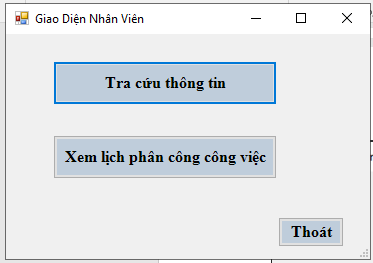 Giao Diện Nhân Viên
Tra cứu thông tin
Xem lịch phân công công việc
Thoát